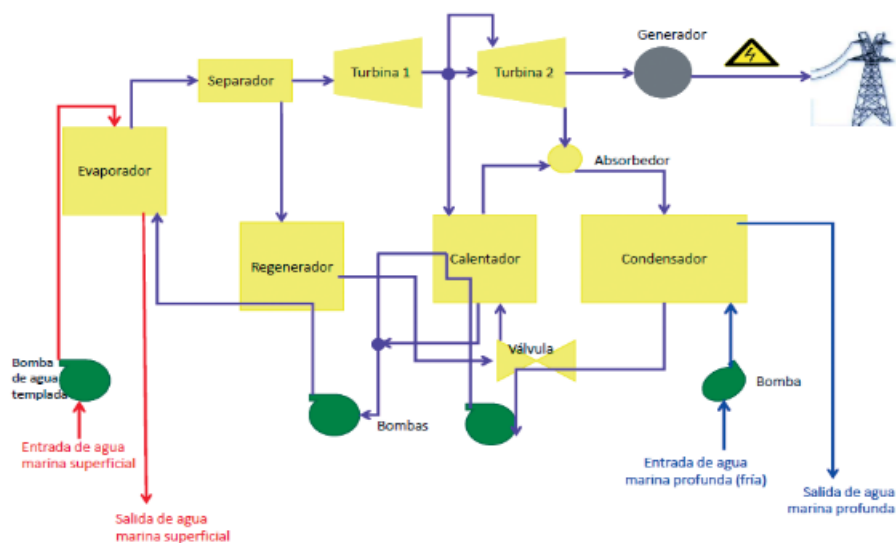 Generador
Separador
Turbina 1
Turbina 2
Absorbedor
Evaporador
Regenerador
Calentador
Condensador
Válvula
Bomba
de agua
templada
Bombas
Bomba
Entrada de agua
marina superficial
Entrada de agua
marina profunda (fría)
Salida de agua
marina superficial
Salida de agua
marina profunda